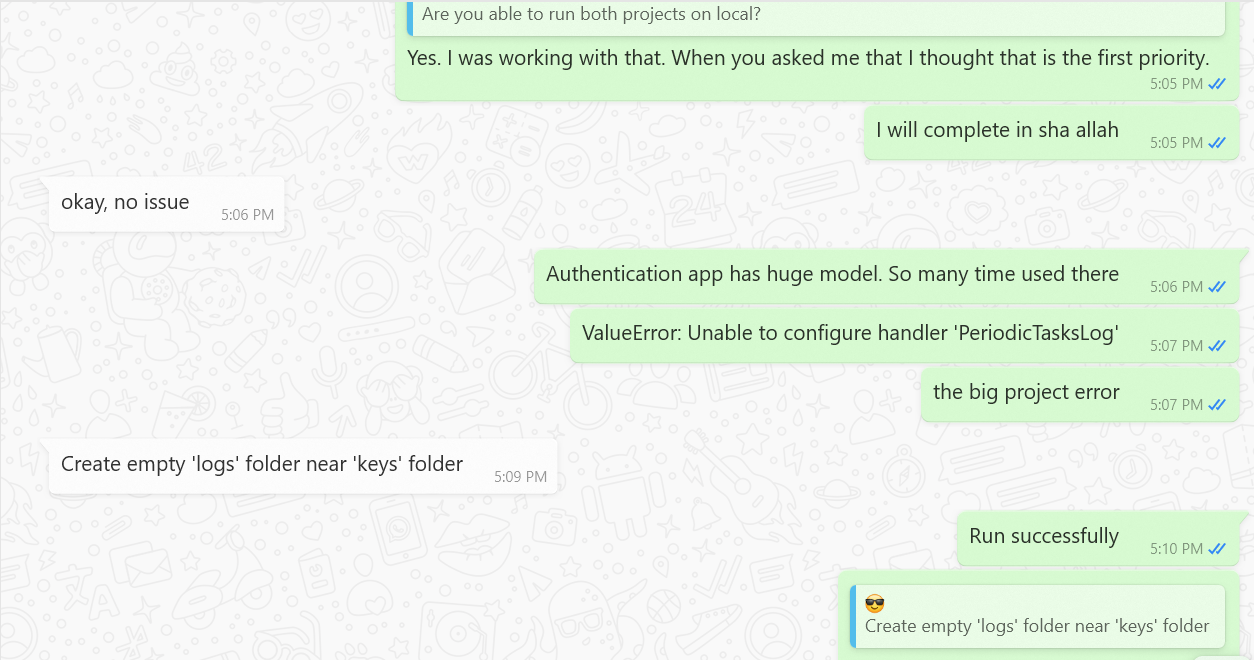 Are you able to run both projects on local?
Yes. I was working with that. When you asked me that I thought that is the first priority.
5:05 PM
I will complete in sha allah
5:05 PM
okay, no issue
5:06 PM
Authentication app has huge model. So many time used there
5:06 PM
ValueError: Unable to configure handler 'PeriodicTasksLog'
5:07 PM
the big project error
5:07 PM
Create empty 'logs' folder near 'keys' folder
5:09 PM
Run successfully
5:10 PM
😎
Create empty 'logs' folder near 'keys' folder